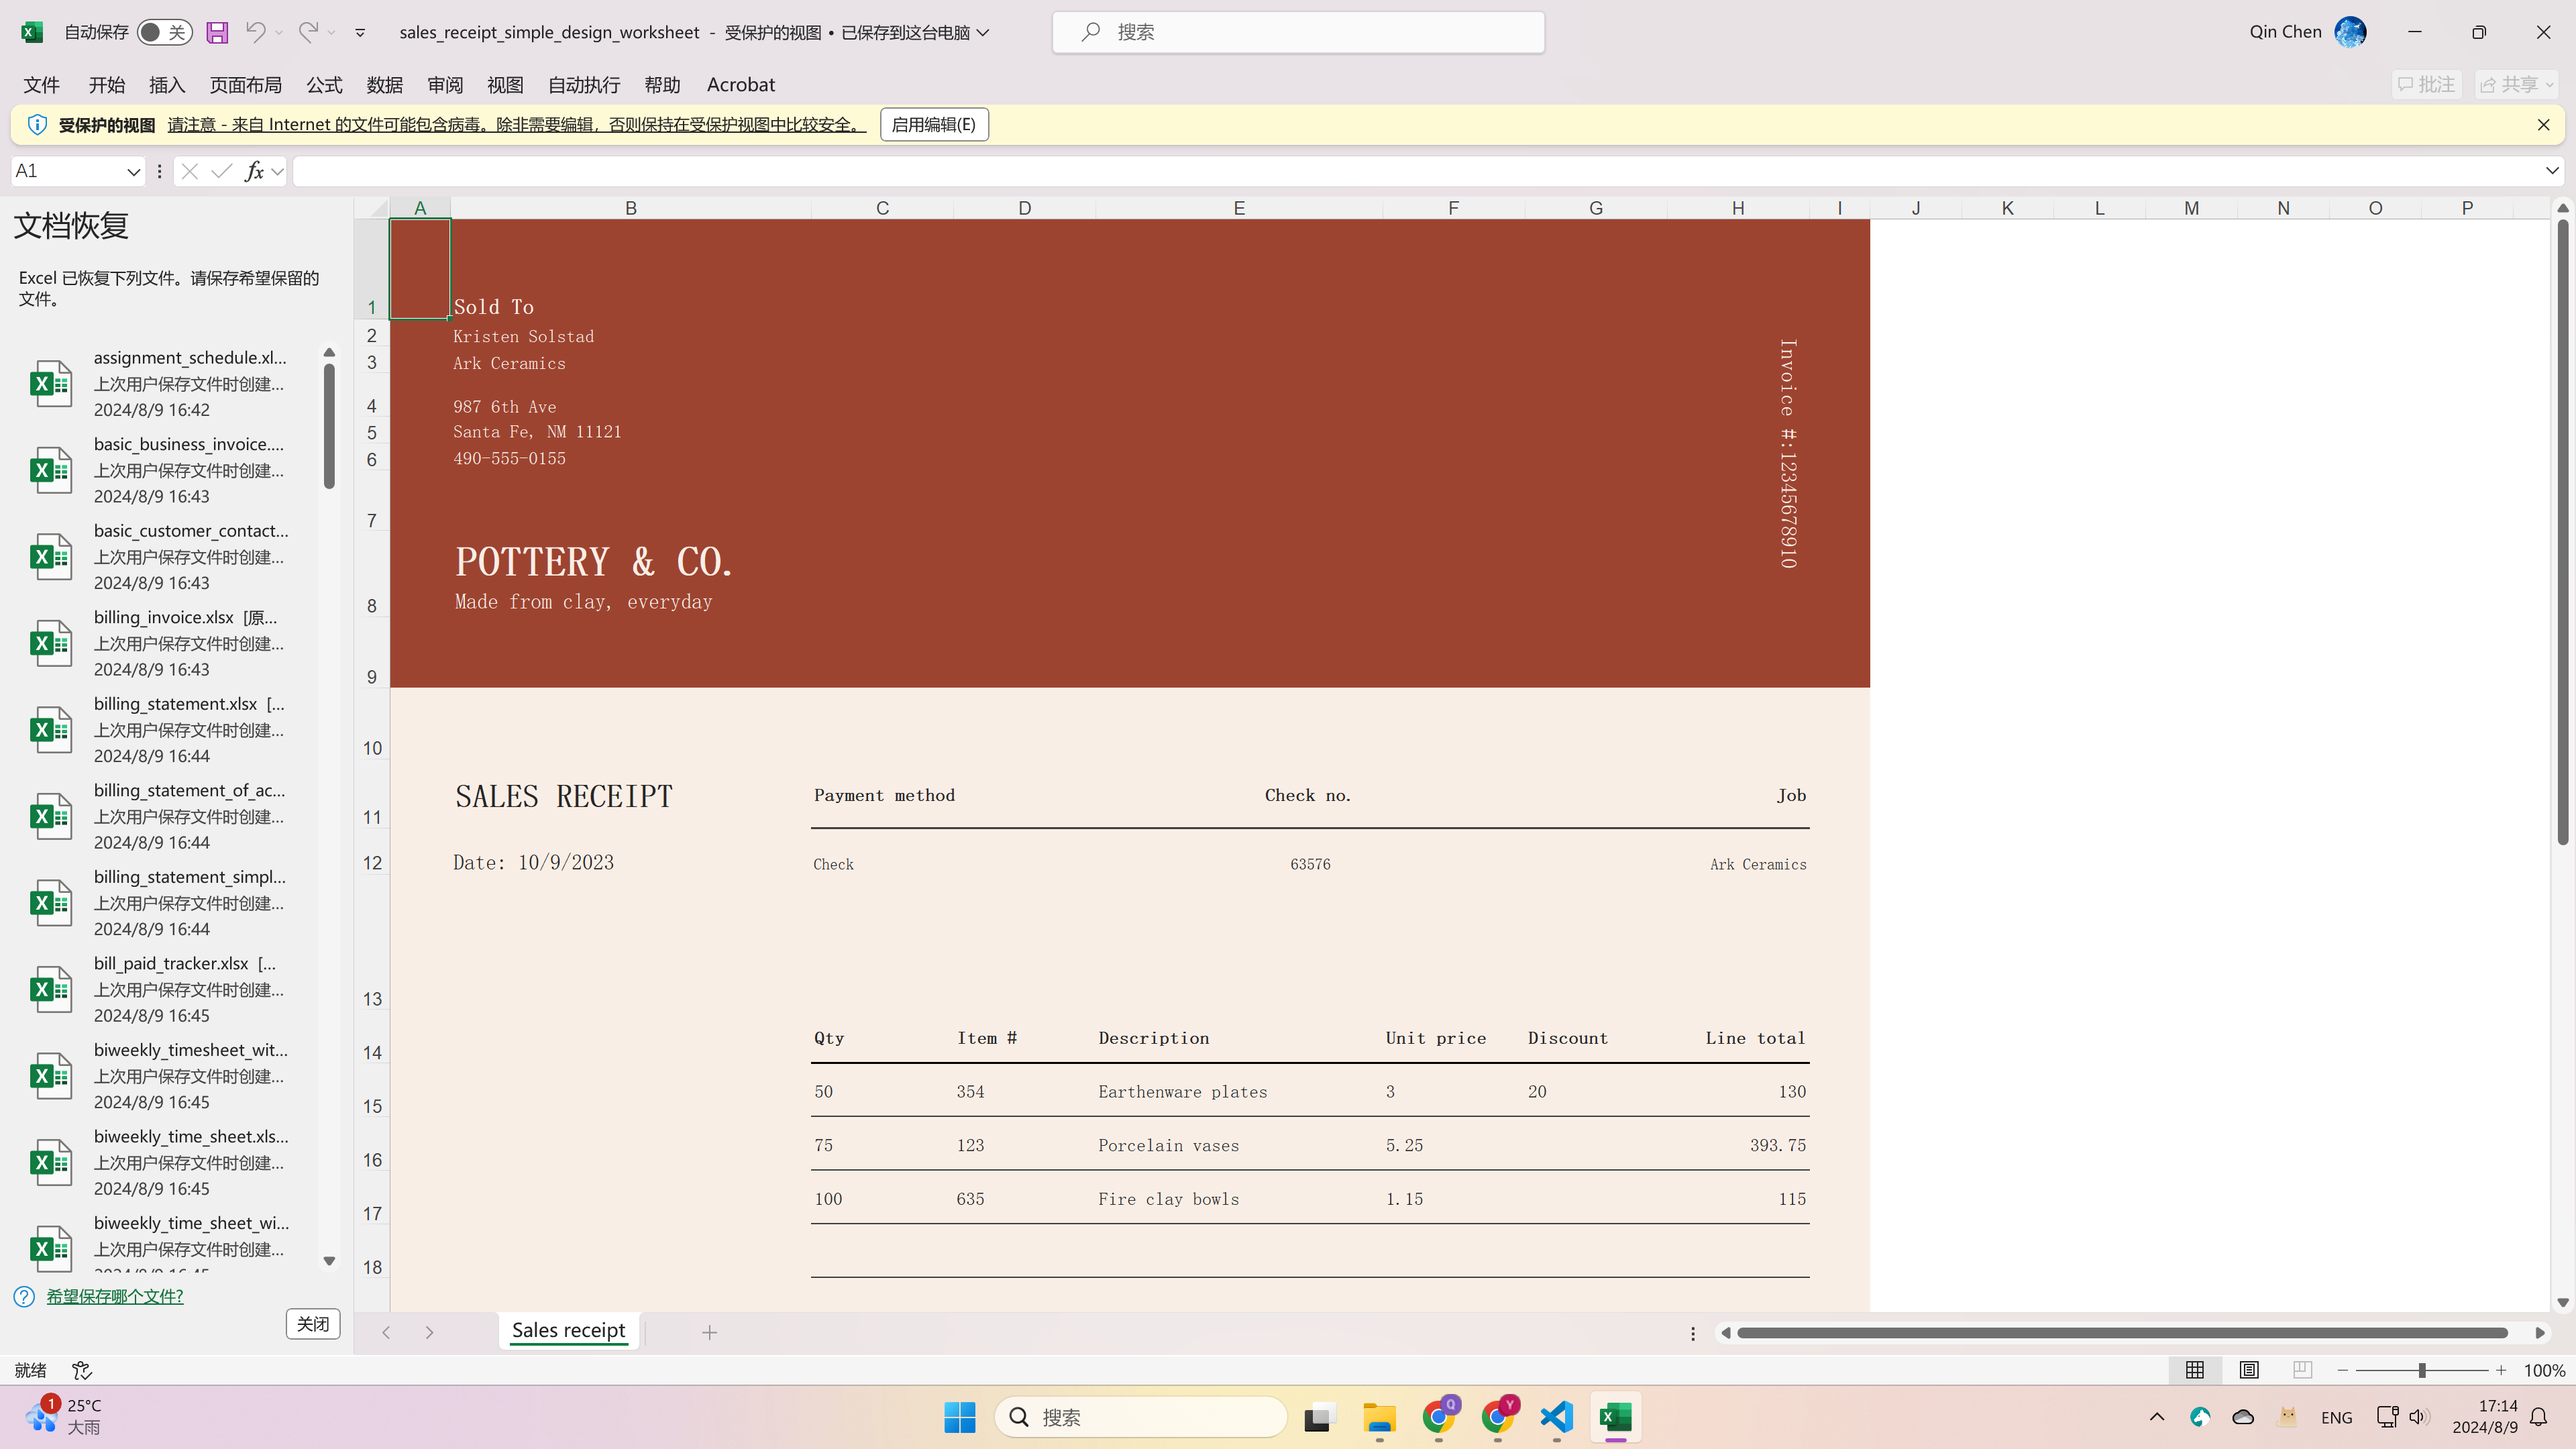 自动保存 关 sales_receipt_simple_design_worksheet - 受保护的视图 • 已保存到这台电脑 搜索 Qin Chen
文件 开始 插入 页面布局 公式 数据 审阅 视图 自动执行 帮助 Acrobat 批注 共享
受保护的视图 请注意 - 来自 Internet 的文件可能包含病毒。除非需要编辑，否则保持在受保护视图中比较安全。 启用编辑(E)
A1 fx
文档恢复
Excel 已恢复下列文件。请保存希望保留的
文件。
assignment_schedule.xl...
上次用户保存文件时创建...
2024/8/9 16:42
basic_business_invoice....
上次用户保存文件时创建...
2024/8/9 16:43
basic_customer_contact...
上次用户保存文件时创建...
2024/8/9 16:43
billing_invoice.xlsx [原...
上次用户保存文件时创建...
2024/8/9 16:43
billing_statement.xlsx [...
上次用户保存文件时创建...
2024/8/9 16:44
billing_statement_of_ac...
上次用户保存文件时创建...
2024/8/9 16:44
billing_statement_simpl...
上次用户保存文件时创建...
2024/8/9 16:44
bill_paid_tracker.xlsx [...
上次用户保存文件时创建...
2024/8/9 16:45
biweekly_timesheet_wit...
上次用户保存文件时创建...
2024/8/9 16:45
biweekly_time_sheet.xls...
上次用户保存文件时创建...
2024/8/9 16:45
biweekly_time_sheet_wi...
上次用户保存文件时创建...
希望保存哪个文件?
关闭
A B C D E F G H I J K L M N O P
1 Sold To
2 Kristen Solstad
3 Ark Ceramics
4 987 6th Ave
5 Santa Fe, NM 11121
6 490-555-0155
Invoice #:12345678910
7
POTTERY & CO.
8 Made from clay, everyday
9
10
11 SALES RECEIPT Payment method Check no. Job
12 Date: 10/9/2023 Check 63576 Ark Ceramics
13
14 Qty Item # Description Unit price Discount Line total
15 50 354 Earthenware plates 3 20 130
16 75 123 Porcelain vases 5.25 393.75
17 100 635 Fire clay bowls 1.15 115
18
Sales receipt
就绪 100%
1 25°C
大雨
搜索
Q Y
ENG
17:14
2024/8/9